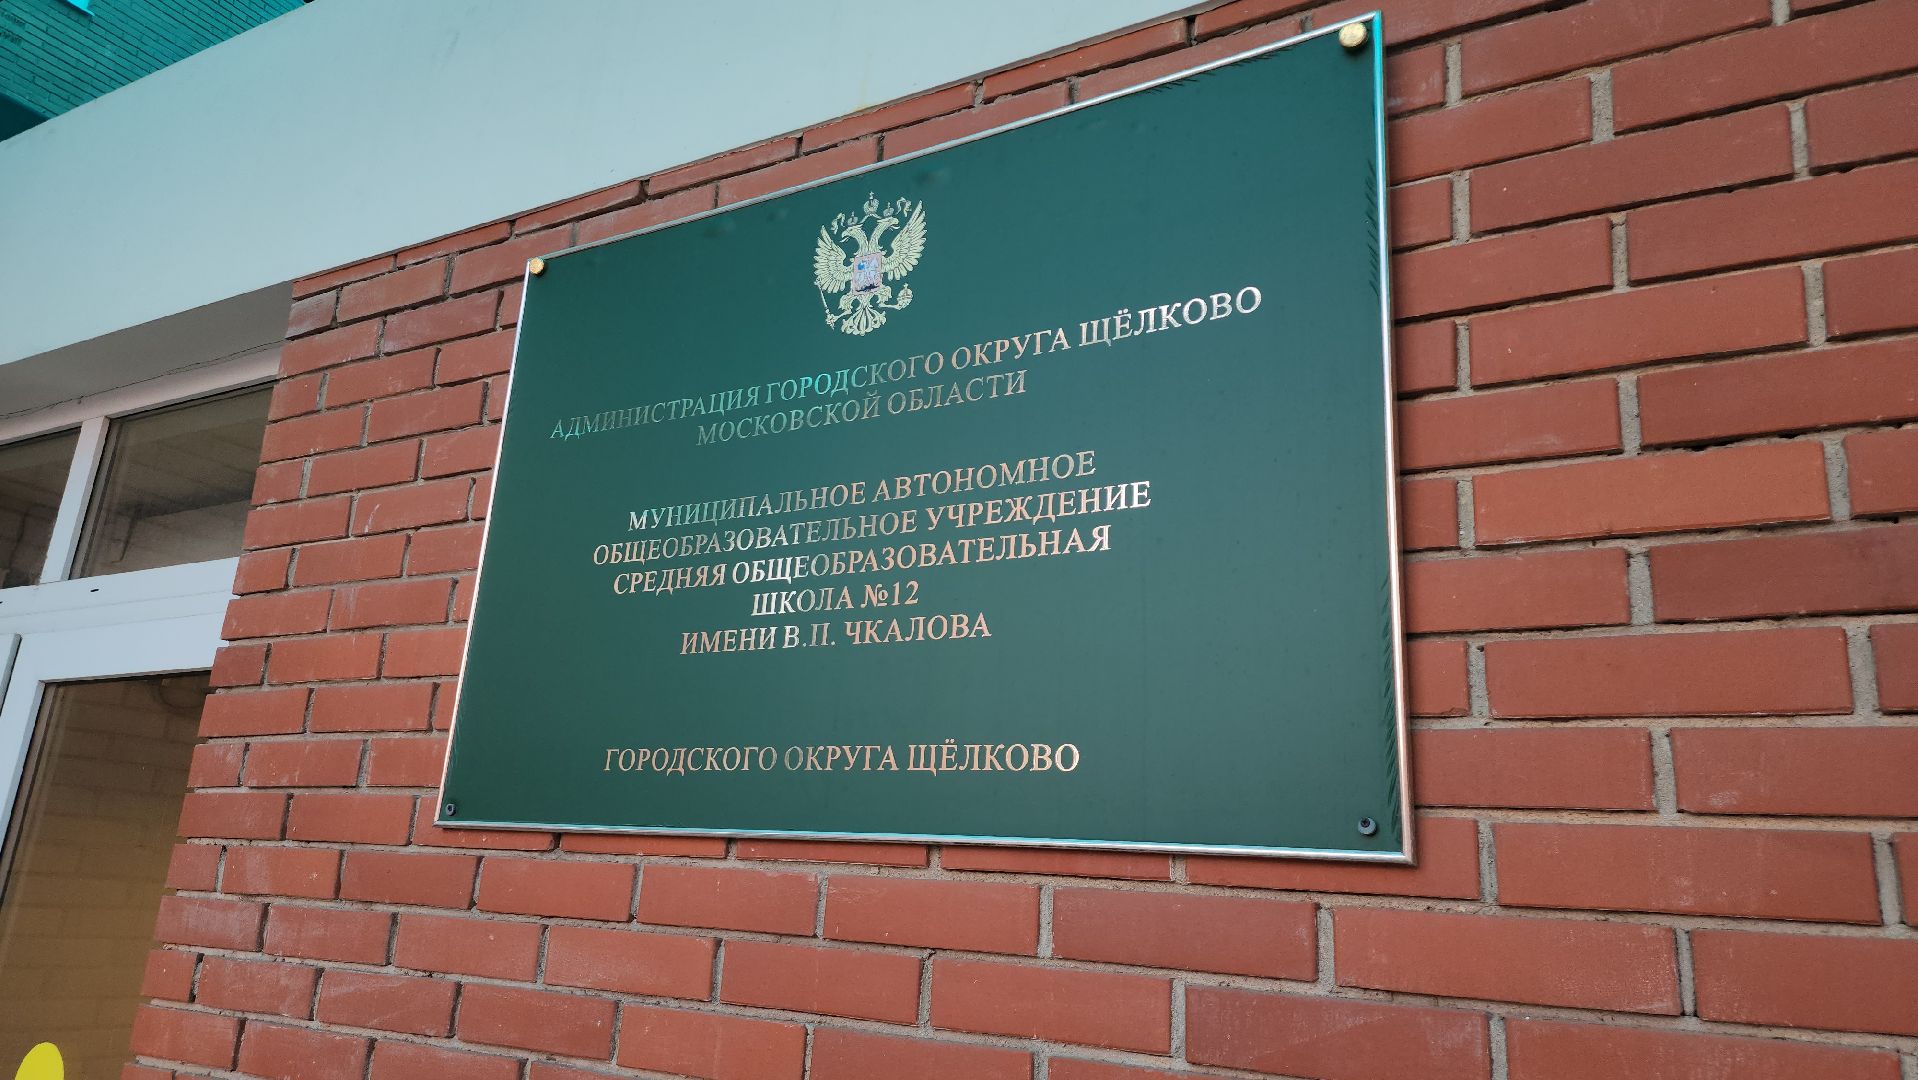 АДМИНИСТРАЦИЯ ГОРОДСКОГО ОКРУГА ЩЁЛКОВО
МОСКОВСКОЙ ОБЛАСТИ
МУНИЦИПАЛЬНОЕ АВТОНОМНОЕ
ОБЩЕОБРАЗОВАТЕЛЬНОЕ УЧРЕЖДЕНИЕ
СРЕДНЯЯ ОБЩЕОБРАЗОВАТЕЛЬНАЯ
ШКОЛА №12
ИМЕНИ В.П. ЧКАЛОВА
ГОРОДСКОГО ОКРУГА ЩЁЛКОВО